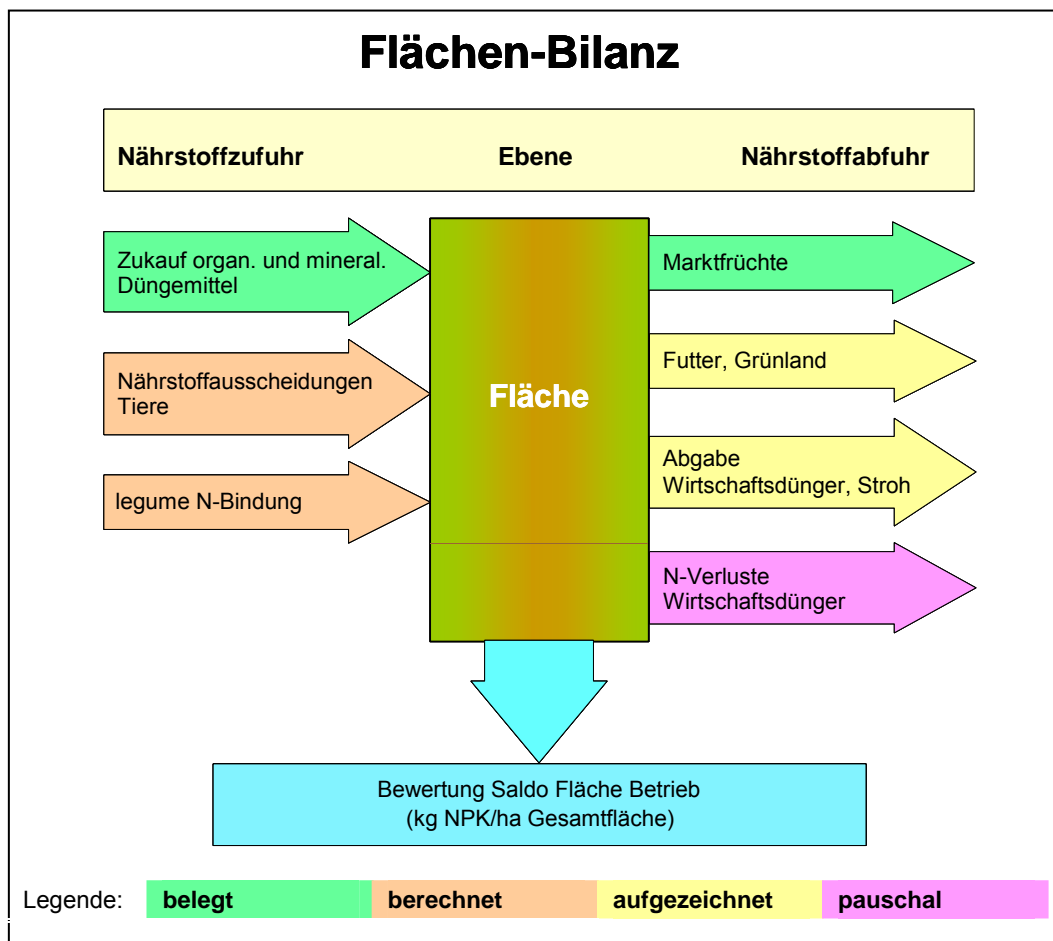 Flächen-Bilanz
Nährstoffzufuhr Ebene Nährstoffabfuhr
Zukauf organ. und mineral.
Düngemittel
Nährstoffausscheidungen
Tiere
legume N-Bindung
Fläche
Marktfrüchte
Futter, Grünland
Abgabe
Wirtschaftsdünger, Stroh
N-Verluste
Wirtschaftsdünger
Bewertung Saldo Fläche Betrieb
(kg NPK/ha Gesamtfläche)
Legende: belegt berechnet aufgezeichnet pauschal